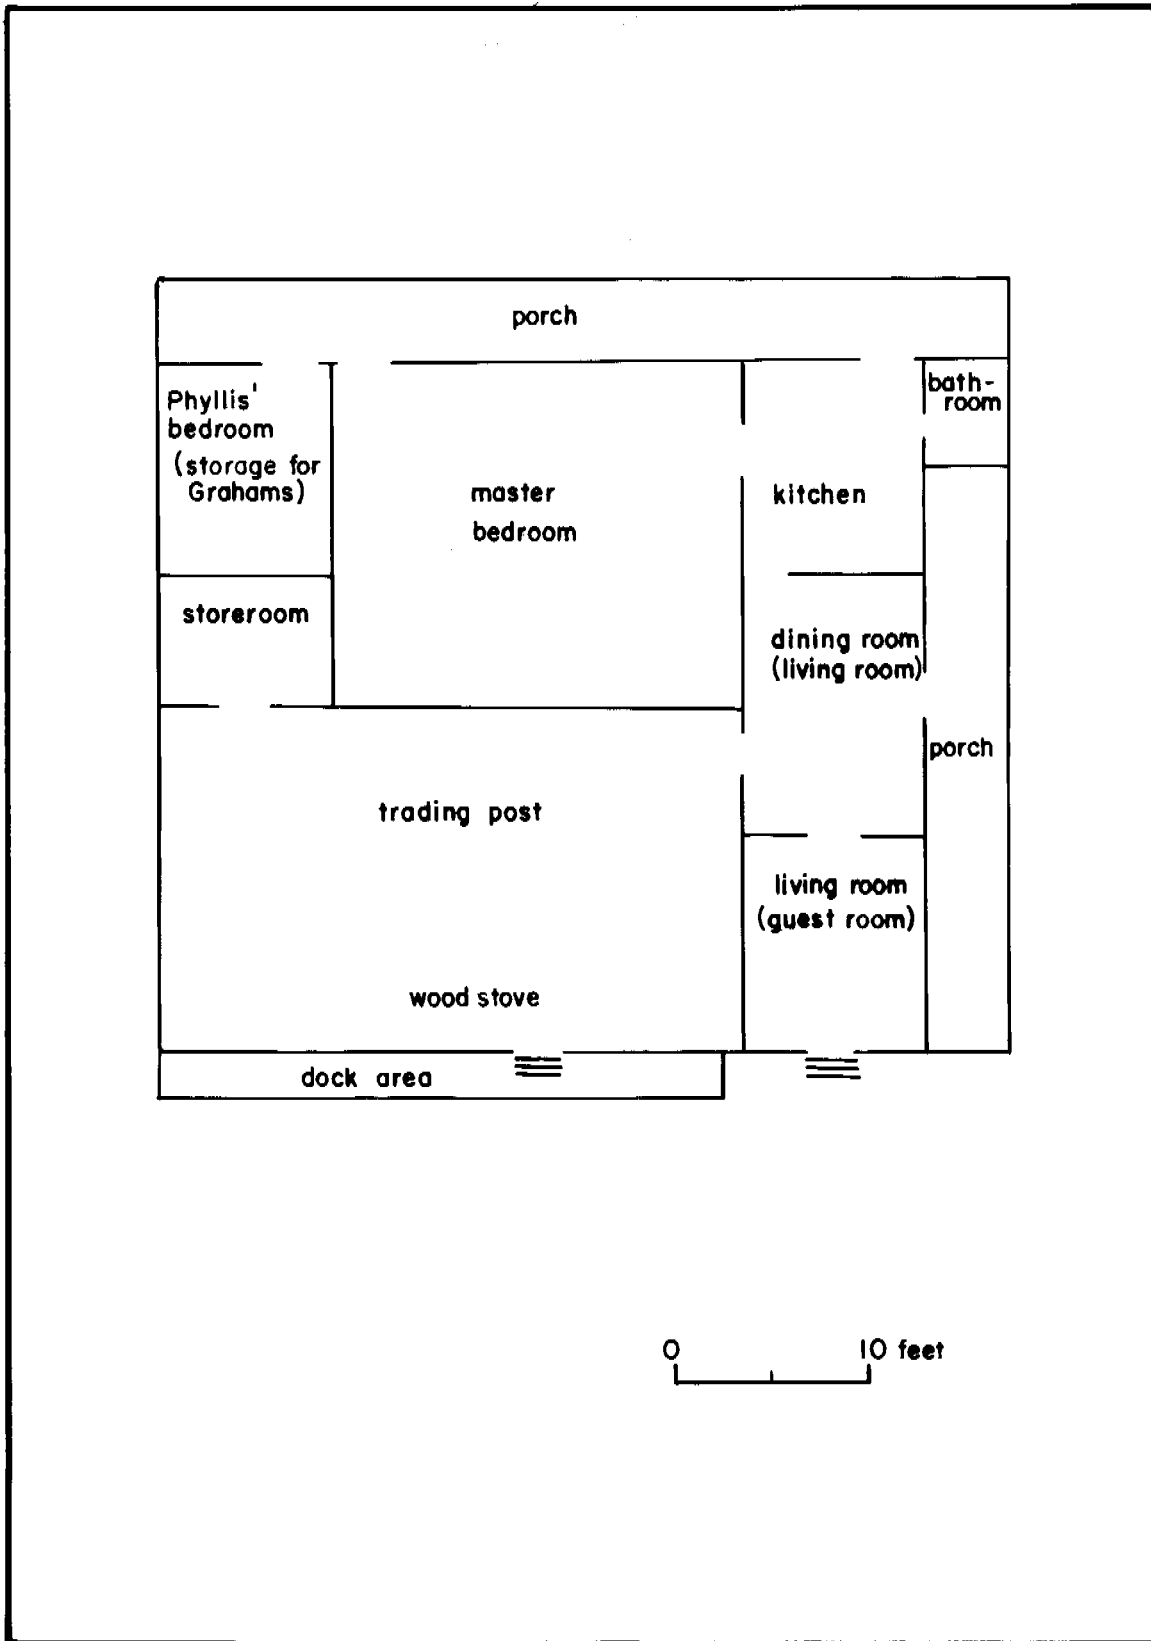 porch
Phyllis'
bedroom
(storage for
Grahams)
master
bedroom
kitchen
bath-
room
storeroom
dining room
(living room)
porch
trading post
living room
(guest room)
wood stove
dock area
0 10 feet